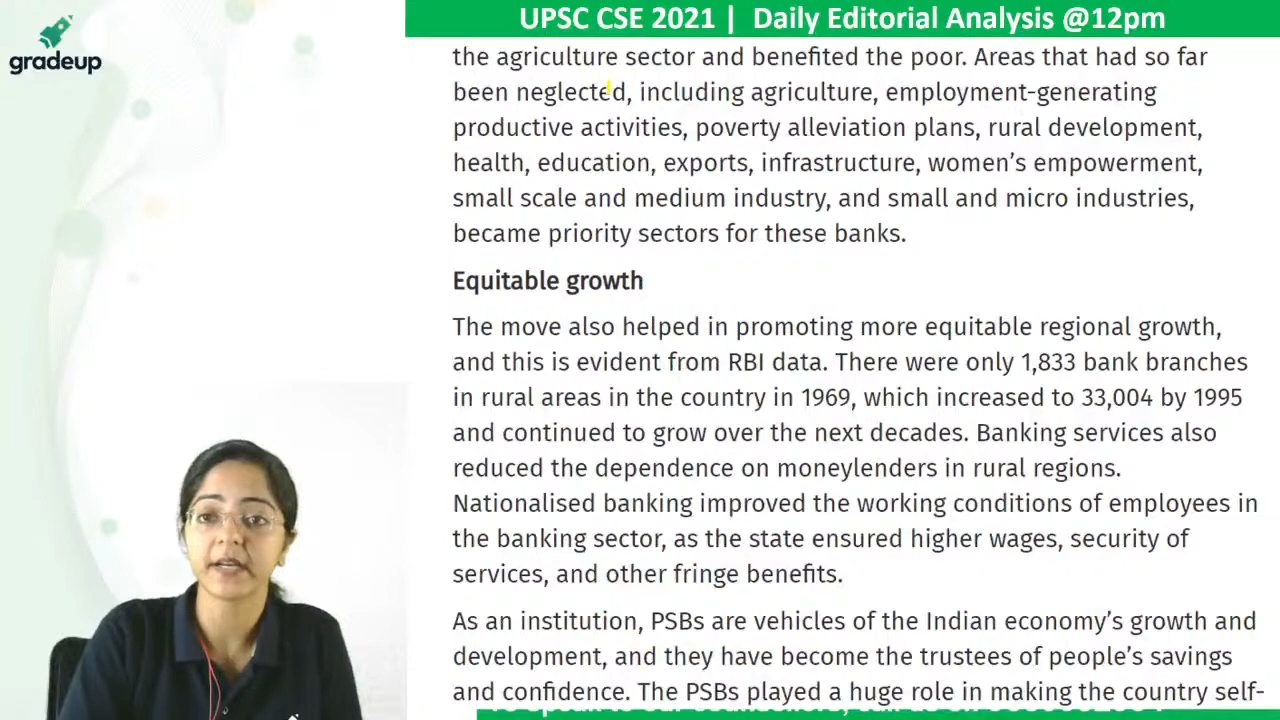 UPSC CSE 2021 | Daily Editorial Analysis @12pm
gradeup
the agriculture sector and benefited the poor. Areas that had so far
been neglected, including agriculture, employment-generating
productive activities, poverty alleviation plans, rural development,
health, education, exports, infrastructure, women’s empowerment,
small scale and medium industry, and small and micro industries,
became priority sectors for these banks.
Equitable growth
The move also helped in promoting more equitable regional growth,
and this is evident from RBI data. There were only 1,833 bank branches
in rural areas in the country in 1969, which increased to 33,004 by 1995
and continued to grow over the next decades. Banking services also
reduced the dependence on moneylenders in rural regions.
Nationalised banking improved the working conditions of employees in
the banking sector, as the state ensured higher wages, security of
services, and other fringe benefits.
As an institution, PSBs are vehicles of the Indian economy’s growth and
development, and they have become the trustees of people’s savings
and confidence. The PSBs played a huge role in making the country self-